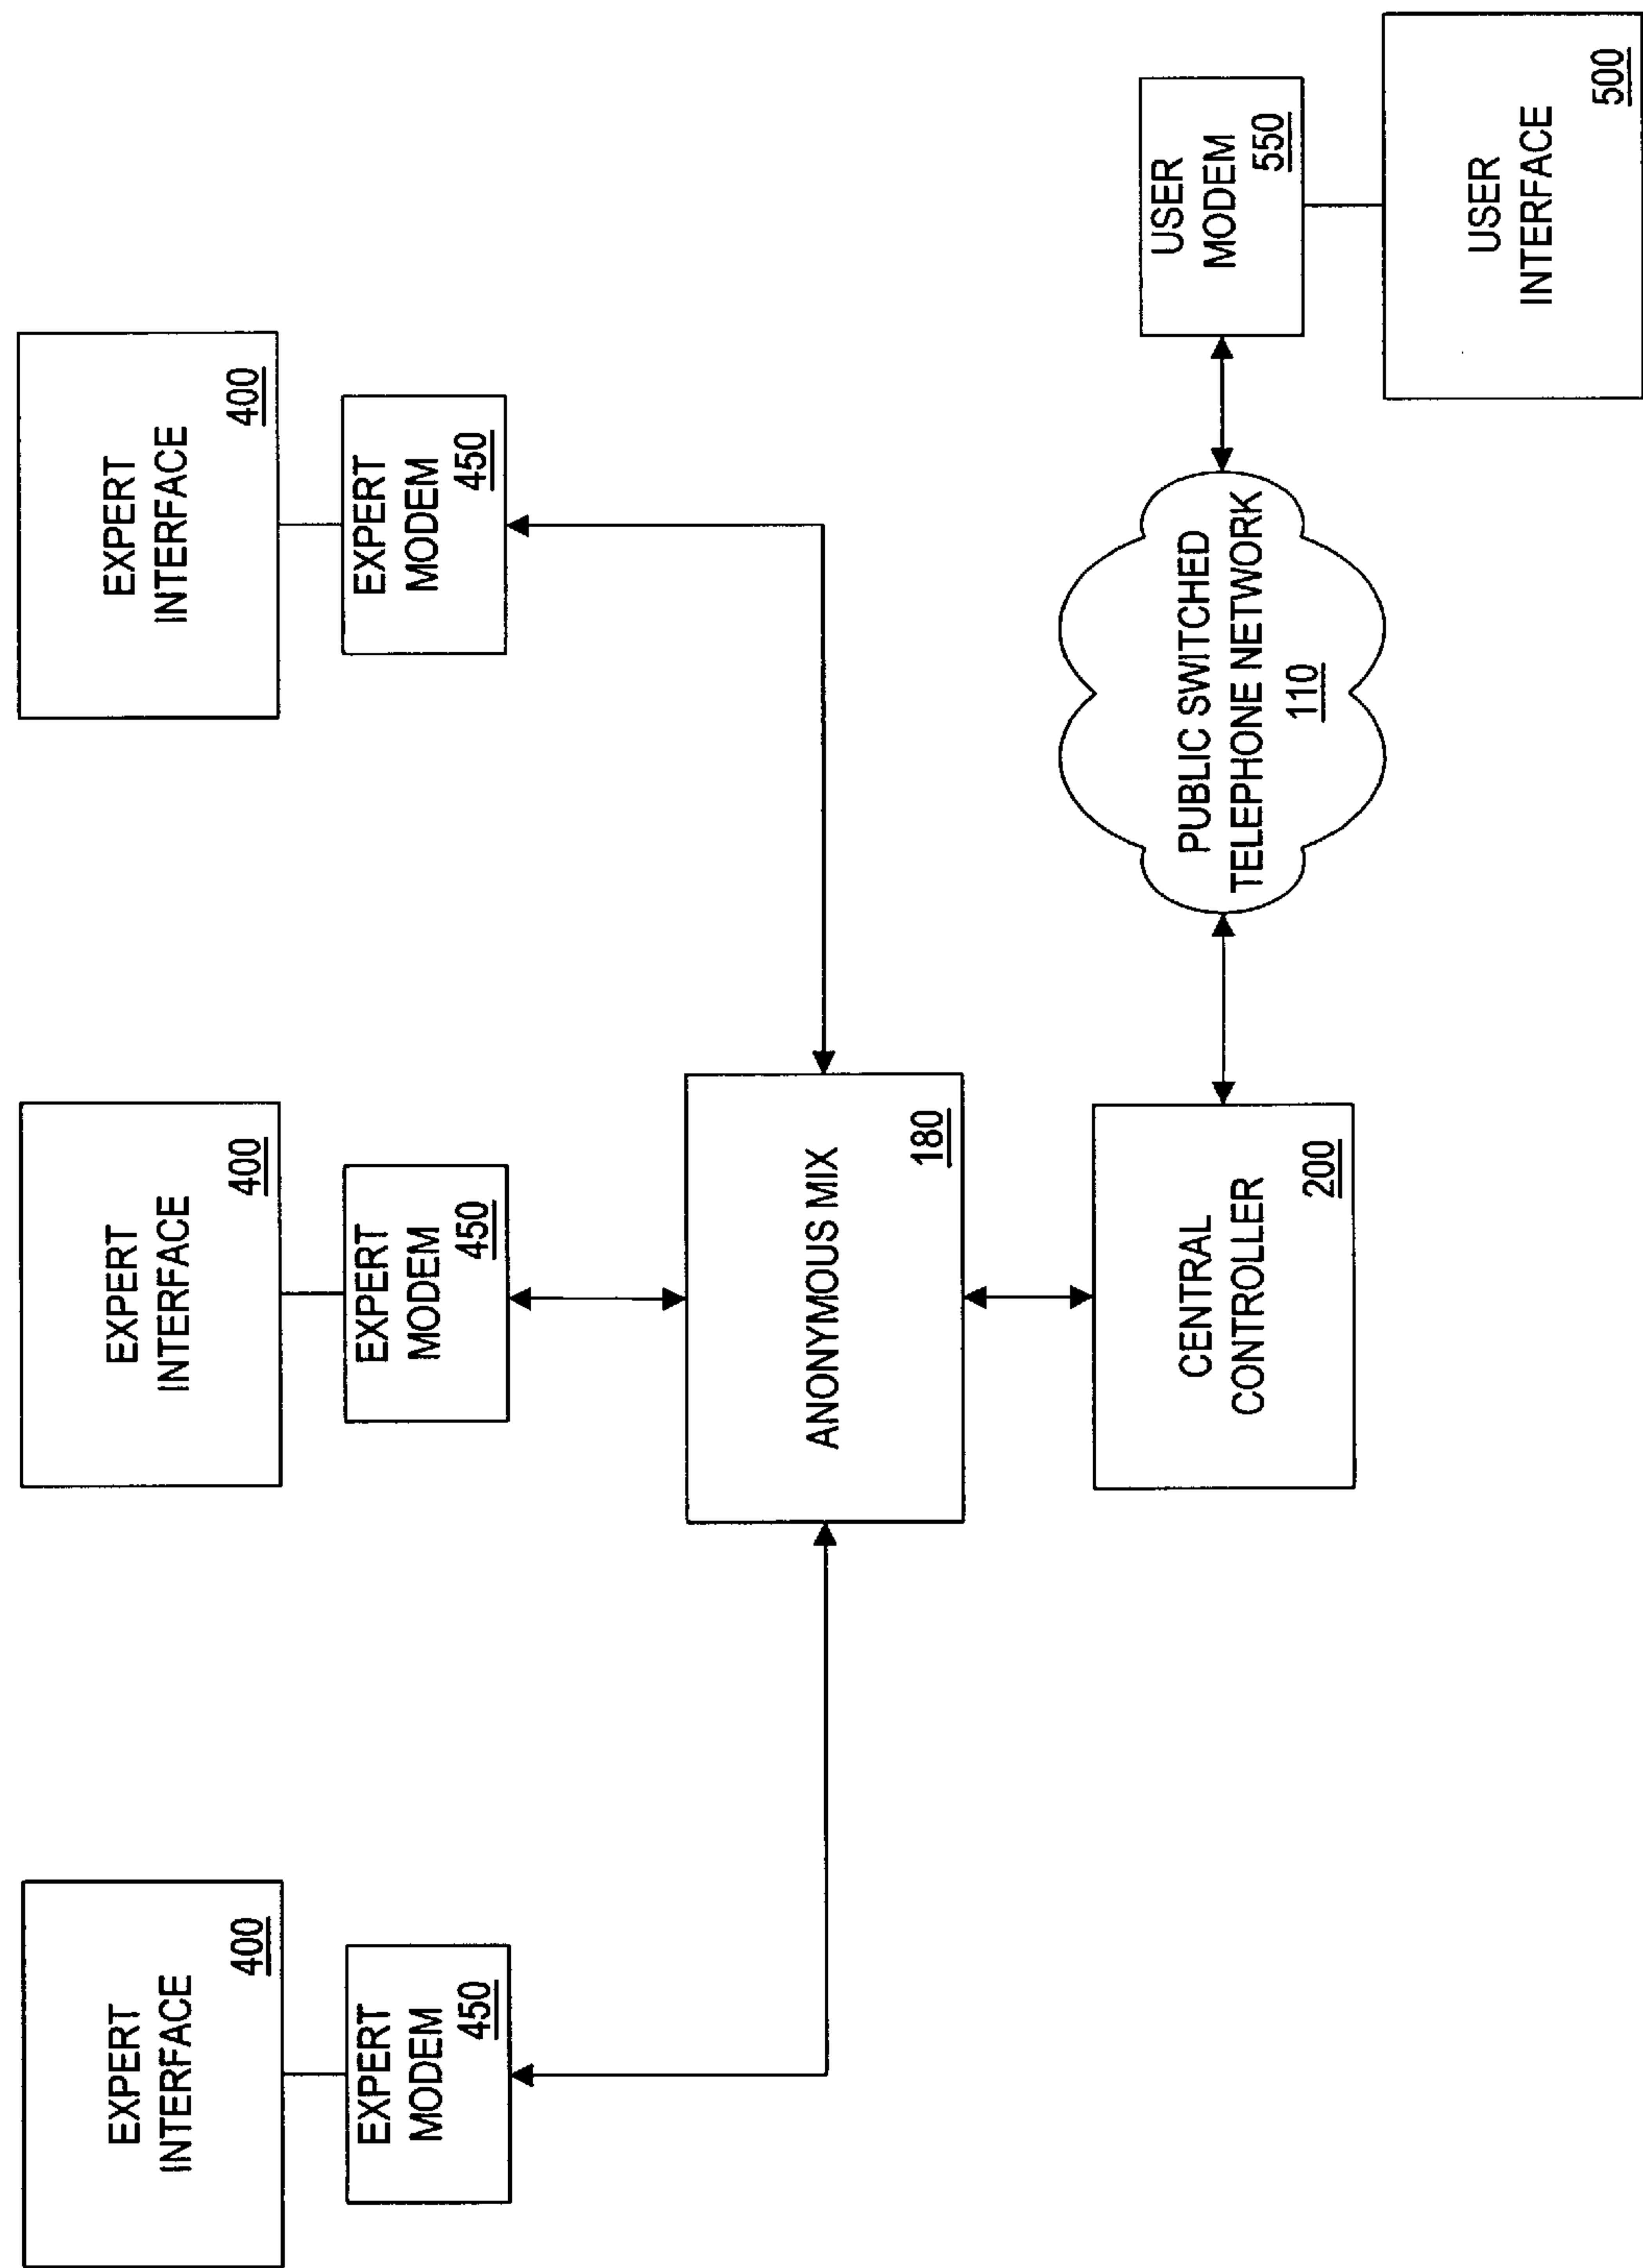 EXPERT
INTERFACE
400
EXPERT
INTERFACE
400
EXPERT
INTERFACE
400
EXPERT
MODEM
450
EXPERT
MODEM
450
EXPERT
MODEM
450
ANONYMOUS MIX
180
CENTRAL
CONTROLLER
200
PUBLIC SWITCHED
TELEPHONE NETWORK
110
USER
MODEM
550
USER
INTERFACE
500